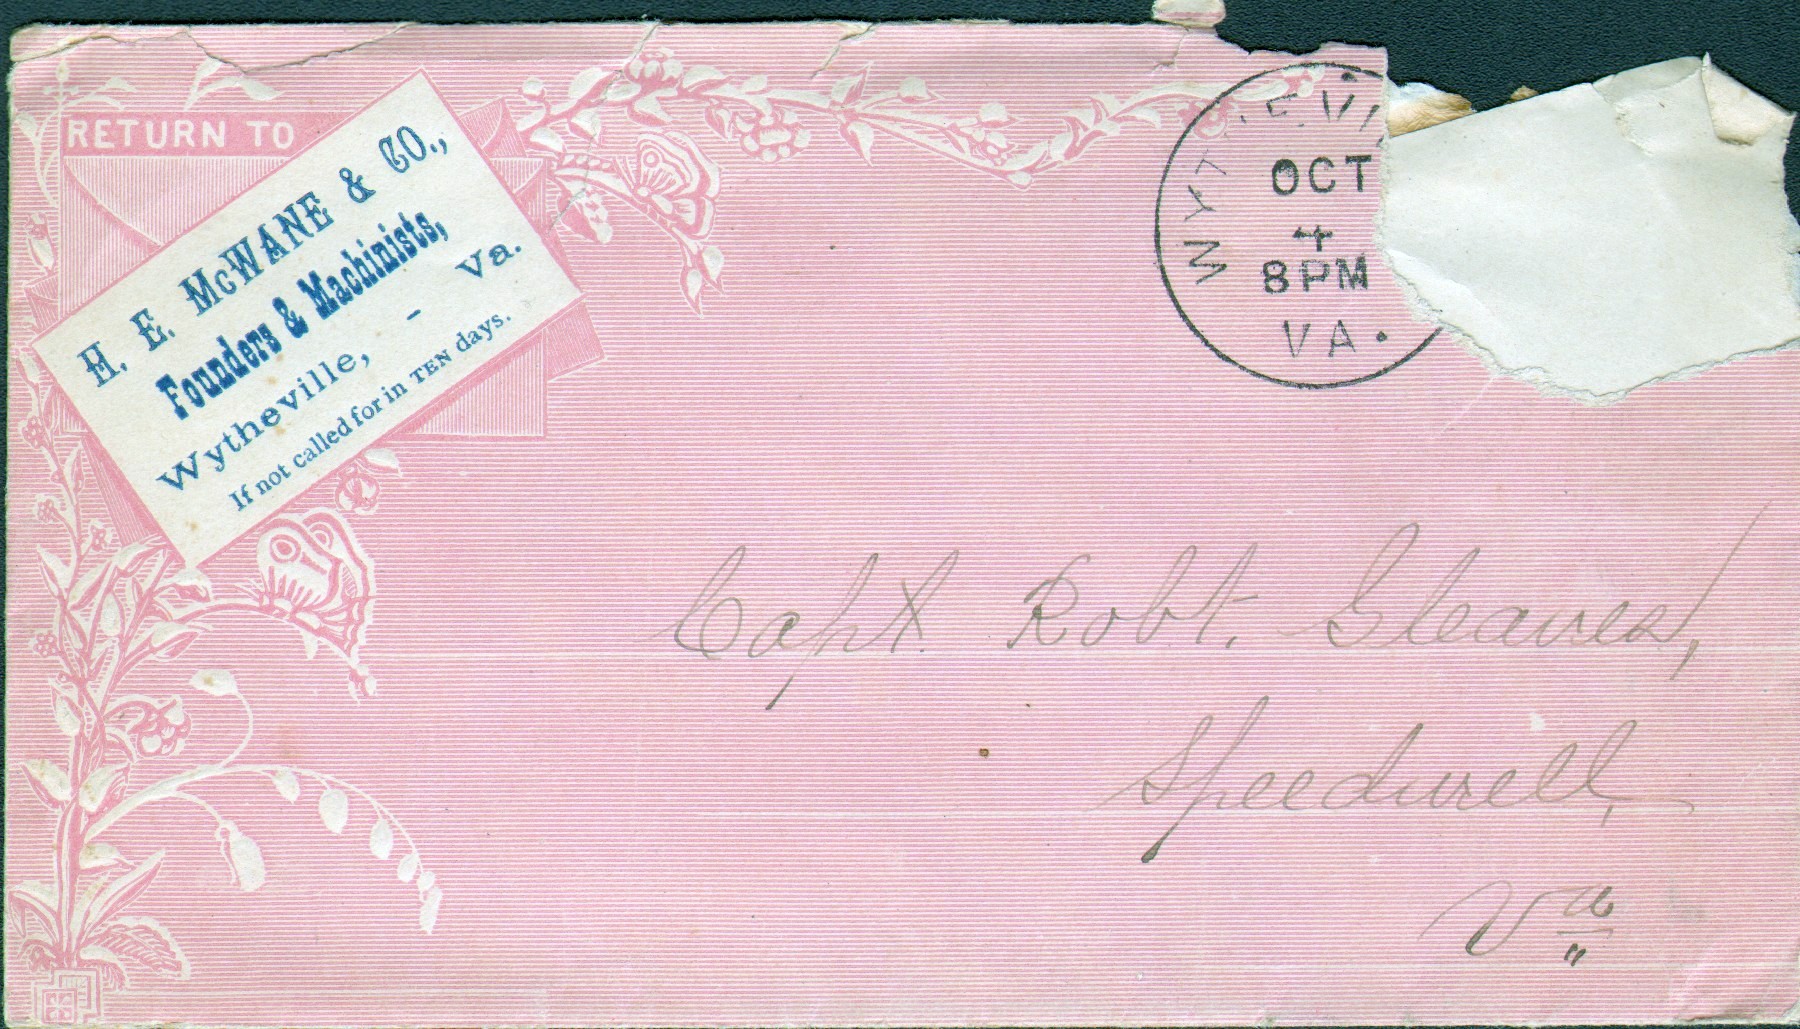 RETURN TO
H. E. McWANE & CO.,
Founders & Machinists,
Wytheville, - Va.
If not called for in TEN days.
OCT
4
8PM
VA.
Capt. Robt. Gleaves,
Speedwell,
Va